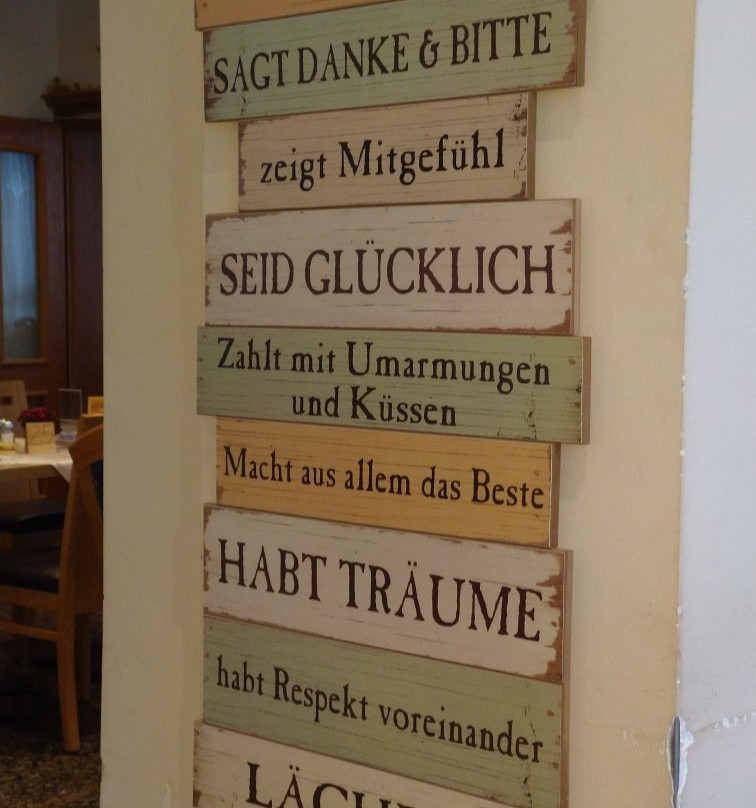 SAGT DANKE & BITTE
zeigt Mitgefühl
SEID GLÜCKLICH
Zahlt mit Umarmungen
und Küssen
Macht aus allem das Beste
HABT TRÄUME
habt Respekt voreinander